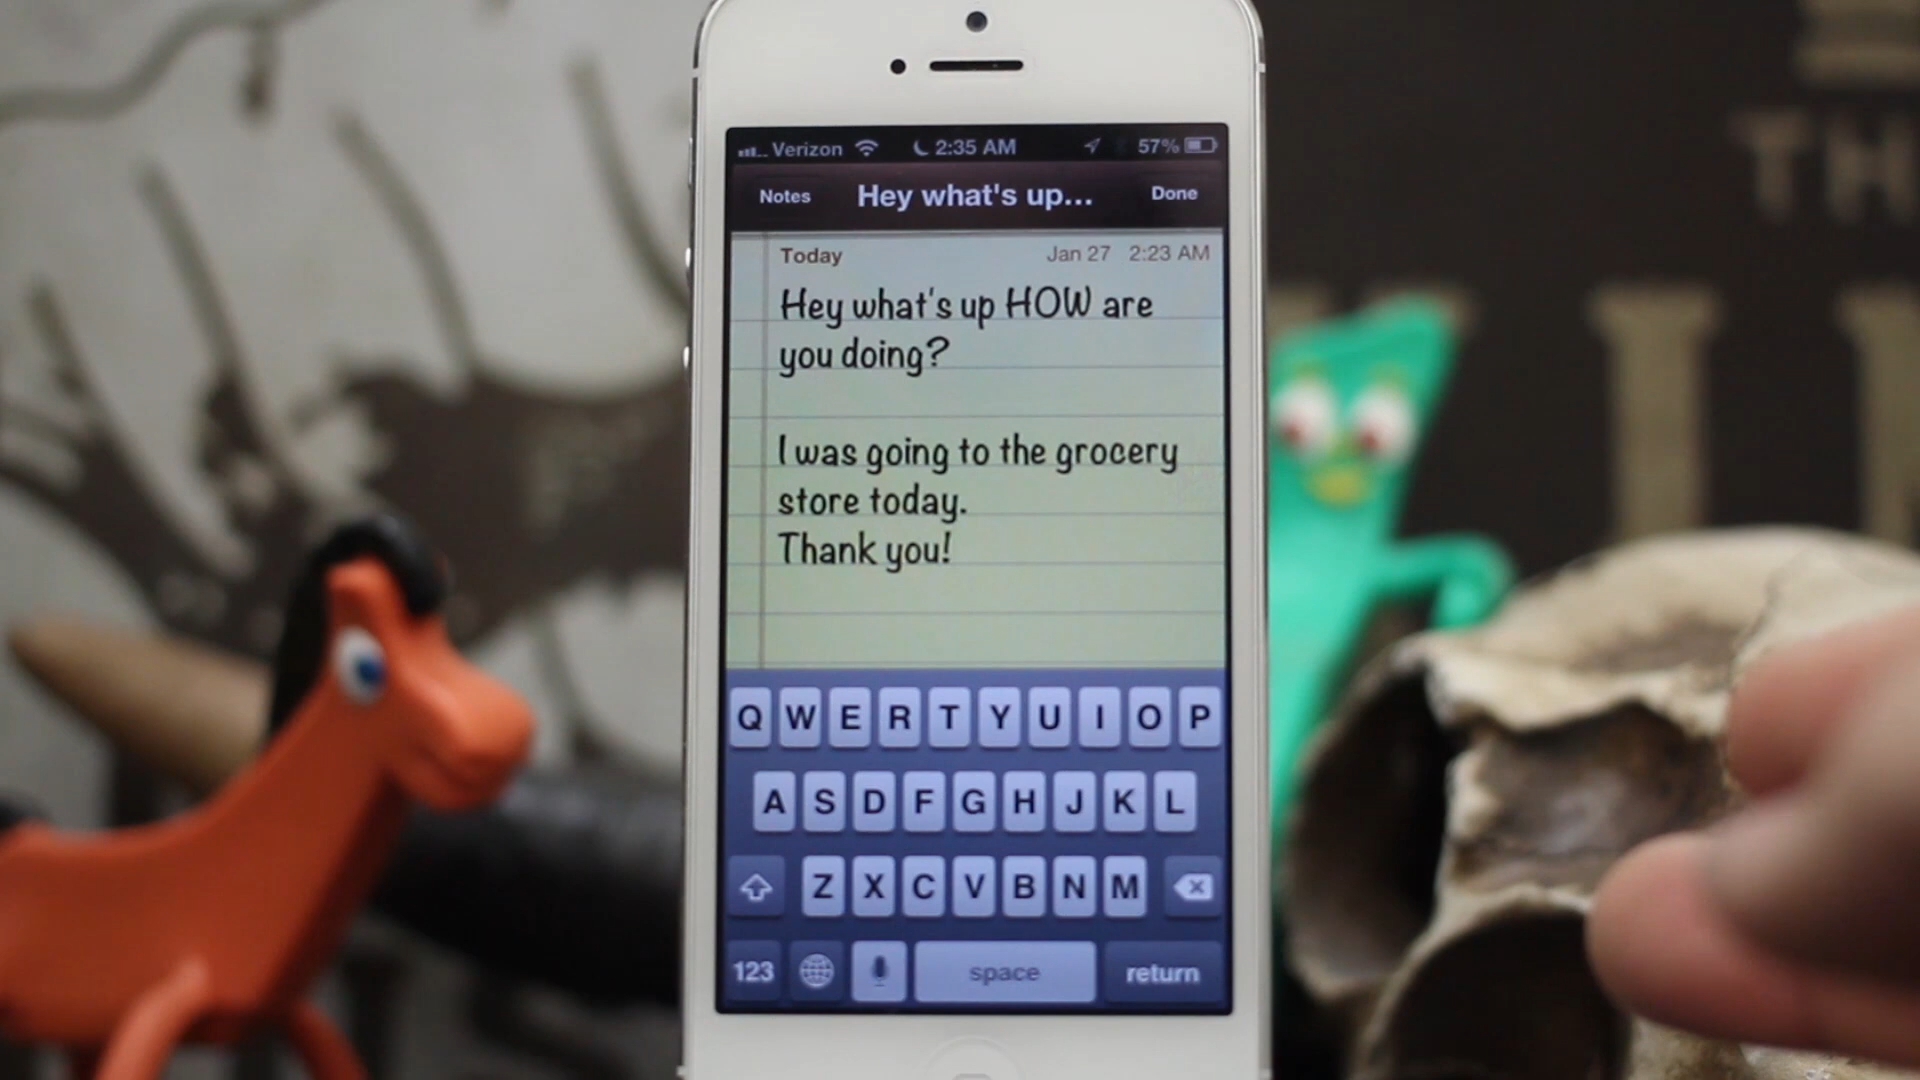 Verizon 2:35 AM 57%
Notes Hey what's up... Done
Today Jan 27 2:23 AM
Hey what's up HOW are
you doing?
I was going to the grocery
store today.
Thank you!
Q W E R T Y U I O P
A S D F G H J K L
Z X C V B N M
123 space return
TH